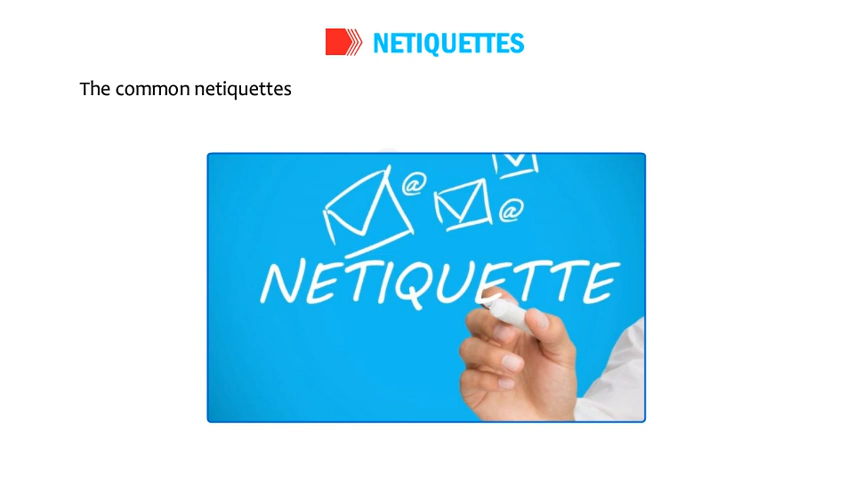 NETIQUETTES
The common netiquettes
@
@
NETIQUETTE